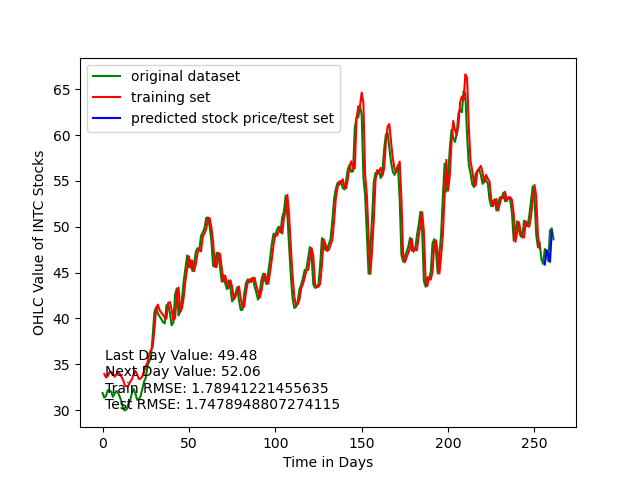 original dataset
training set
predicted stock price/test set
OHLC Value of INTC Stocks
65
60
55
50
45
40
35
30
Last Day Value: 49.48
Next Day Value: 52.06
Train RMSE: 1.78941221455635
Test RMSE: 1.7478948807274115
0 50 100 150 200 250
Time in Days